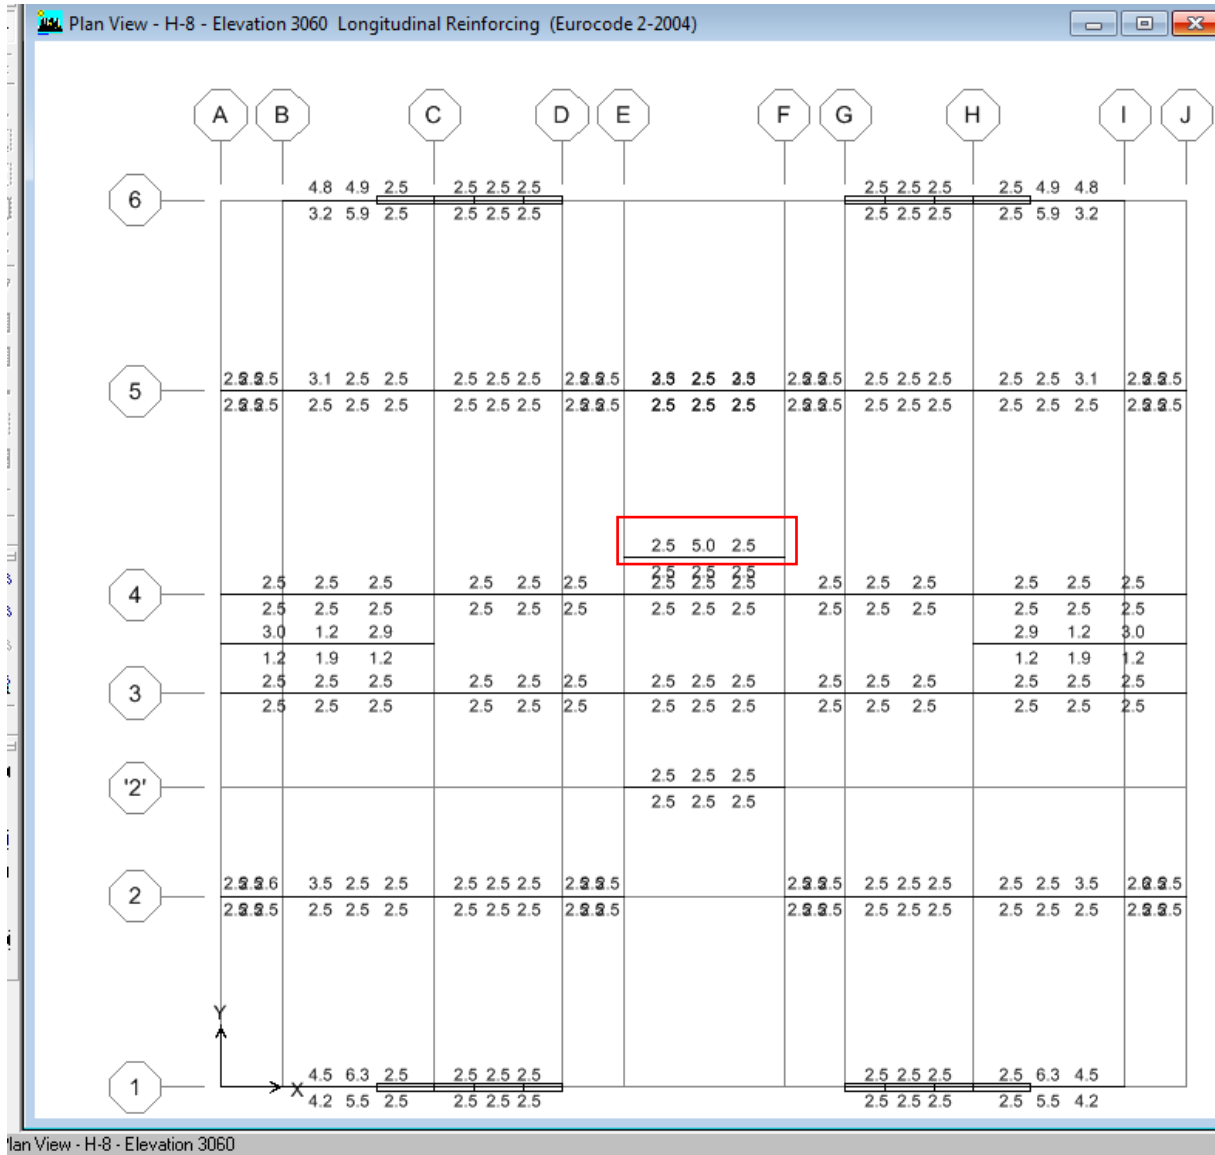 Plan View - H-8 - Elevation 3060 Longitudinal Reinforcing (Eurocode 2-2004)
A B C D E F G H I J
6
4.8 4.9 2.5 2.5 2.5 2.5 2.5 2.5 2.5 2.5 4.9 4.8
3.2 5.9 2.5 2.5 2.5 2.5 2.5 2.5 2.5 2.5 5.9 3.2
5
3.1 2.5 2.5 2.5 2.5 2.5 2.5 2.5 2.5 2.5 2.5 2.5 3.1
2.5 2.5 2.5 2.5 2.5 2.5 2.5 2.5 2.5 2.5 2.5 2.5 2.5 2.5 2.5
2.5 5.0 2.5
2.5 2.5 2.5
4
2.5 2.5 2.5 2.5 2.5 2.5 2.5 2.5 2.5 2.5 2.5 2.5 2.5 2.5 2.5
2.5 2.5 2.5 2.5 2.5 2.5 2.5 2.5 2.5 2.5 2.5 2.5 2.5 2.5 2.5
3.0 1.2 2.9 2.9 1.2 3.0
1.2 1.9 1.2 1.2 1.9 1.2
3
2.5 2.5 2.5 2.5 2.5 2.5 2.5 2.5 2.5 2.5 2.5 2.5 2.5 2.5 2.5
2.5 2.5 2.5 2.5 2.5 2.5 2.5 2.5 2.5 2.5 2.5 2.5 2.5 2.5 2.5
'2'
2.5 2.5 2.5
2.5 2.5 2.5
2
3.5 2.5 2.5 2.5 2.5 2.5 2.5 2.5 2.5 2.5 2.5 3.5
2.5 2.5 2.5 2.5 2.5 2.5 2.5 2.5 2.5 2.5 2.5 2.5
Y
1
X
4.5 6.3 2.5 2.5 2.5 2.5 2.5 2.5 2.5 2.5 6.3 4.5
4.2 5.5 2.5 2.5 2.5 2.5 2.5 2.5 2.5 2.5 5.5 4.2
lan View - H-8 - Elevation 3060